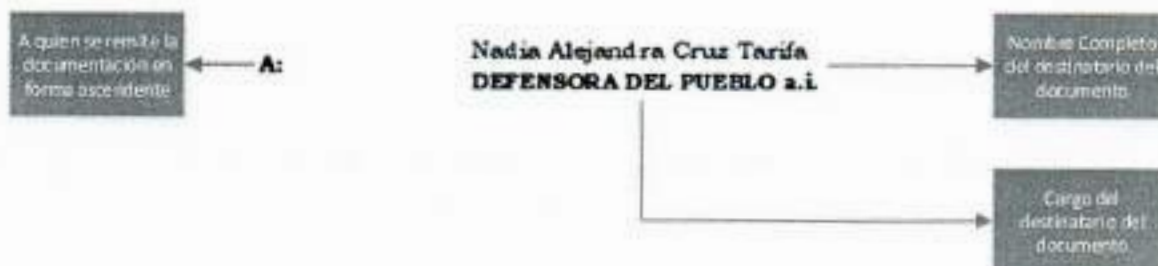 A quien se remite la
documentación en
forma ascendente
A:
Nadia Alejandra Cruz Tarifa
DEFENSORA DEL PUEBLO a.i.
Nombre Completo
del destinatario del
documento
Cargo del
destinatario del
documento